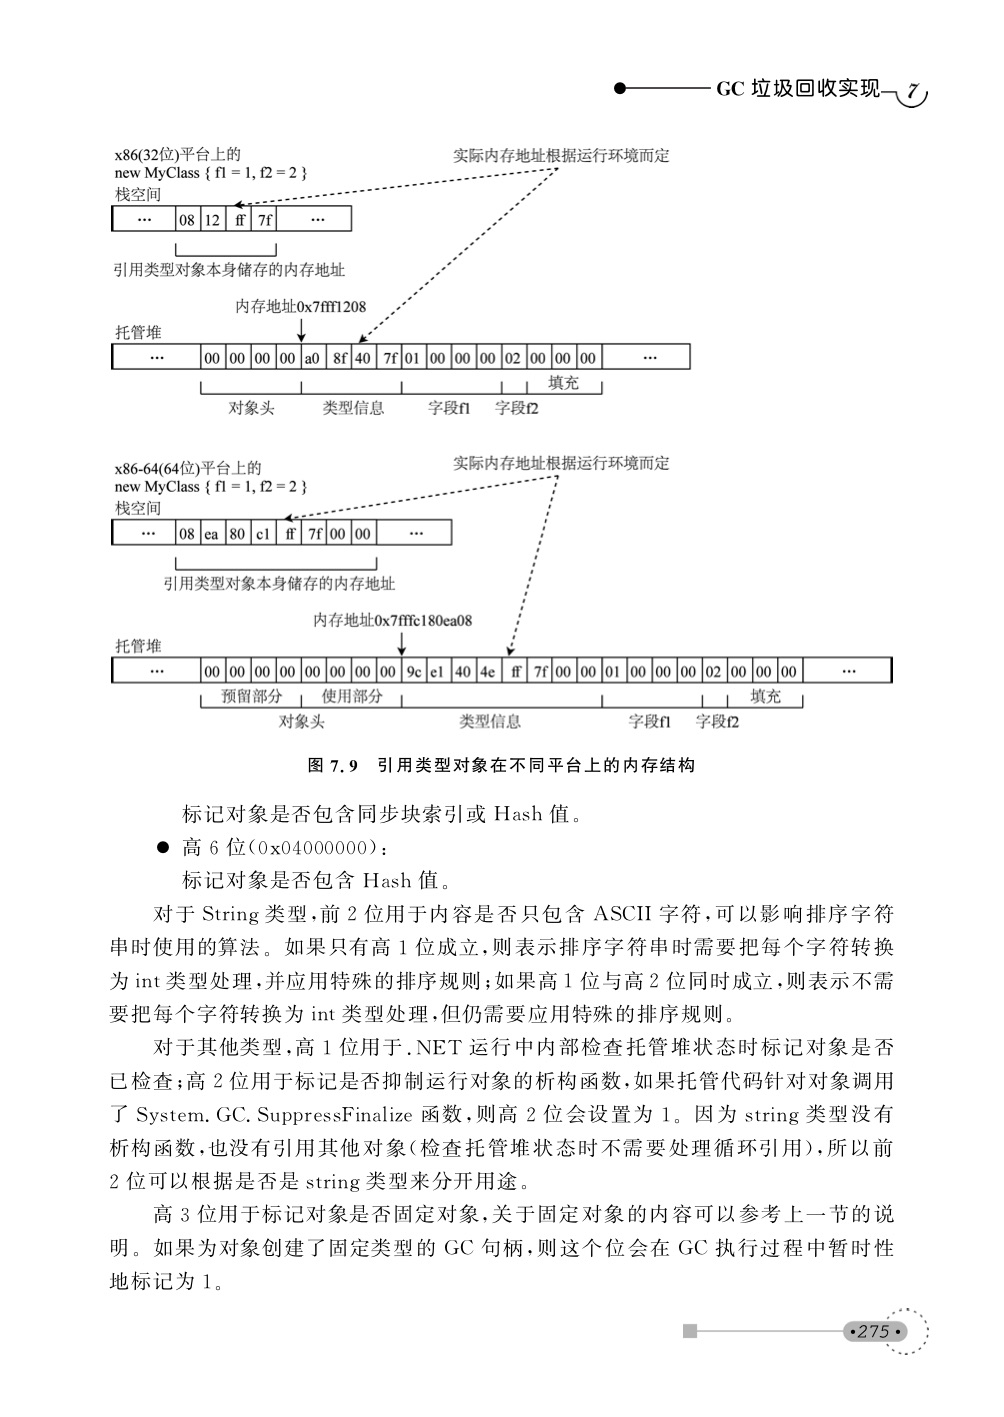 GC 垃圾回收实现 7
x86(32位)平台上的
new MyClass { f1 = 1, f2 = 2 }
实际内存地址根据运行环境而定
栈空间
… 08 12 ff 7f …
引用类型对象本身储存的内存地址
内存地址0x7fff1208
托管堆
… 00 00 00 00 a0 8f 40 7f 01 00 00 00 02 00 00 00 …
填充
对象头 类型信息 字段f1 字段f2
x86-64(64位)平台上的
new MyClass { f1 = 1, f2 = 2 }
实际内存地址根据运行环境而定
栈空间
… 08 ea 80 c1 ff 7f 00 00 …
引用类型对象本身储存的内存地址
内存地址0x7fffc180ea08
托管堆
… 00 00 00 00 00 00 00 00 9c e1 40 4e ff 7f 00 00 01 00 00 00 02 00 00 00 …
预留部分 使用部分 填充
对象头 类型信息 字段f1 字段f2
图 7.9 引用类型对象在不同平台上的内存结构
标记对象是否包含同步块索引或 Hash 值。
● 高 6 位(0x04000000):
标记对象是否包含 Hash 值。
对于 String 类型,前 2 位用于内容是否只包含 ASCII 字符,可以影响排序字符
串时使用的算法。如果只有高 1 位成立,则表示排序字符串时需要把每个字符转换
为 int 类型处理,并应用特殊的排序规则;如果高 1 位与高 2 位同时成立,则表示不需
要把每个字符转换为 int 类型处理,但仍需要应用特殊的排序规则。
对于其他类型,高 1 位用于.NET 运行中内部检查托管堆状态时标记对象是否
已检查;高 2 位用于标记是否抑制运行对象的析构函数,如果托管代码针对对象调用
了 System. GC. SuppressFinalize 函数,则高 2 位会设置为 1。因为 string 类型没有
析构函数,也没有引用其他对象(检查托管堆状态时不需要处理循环引用),所以前
2 位可以根据是否是 string 类型来分开用途。
高 3 位用于标记对象是否固定对象,关于固定对象的内容可以参考上一节的说
明。如果为对象创建了固定类型的 GC 句柄,则这个位会在 GC 执行过程中暂时性
地标记为 1。
·275·